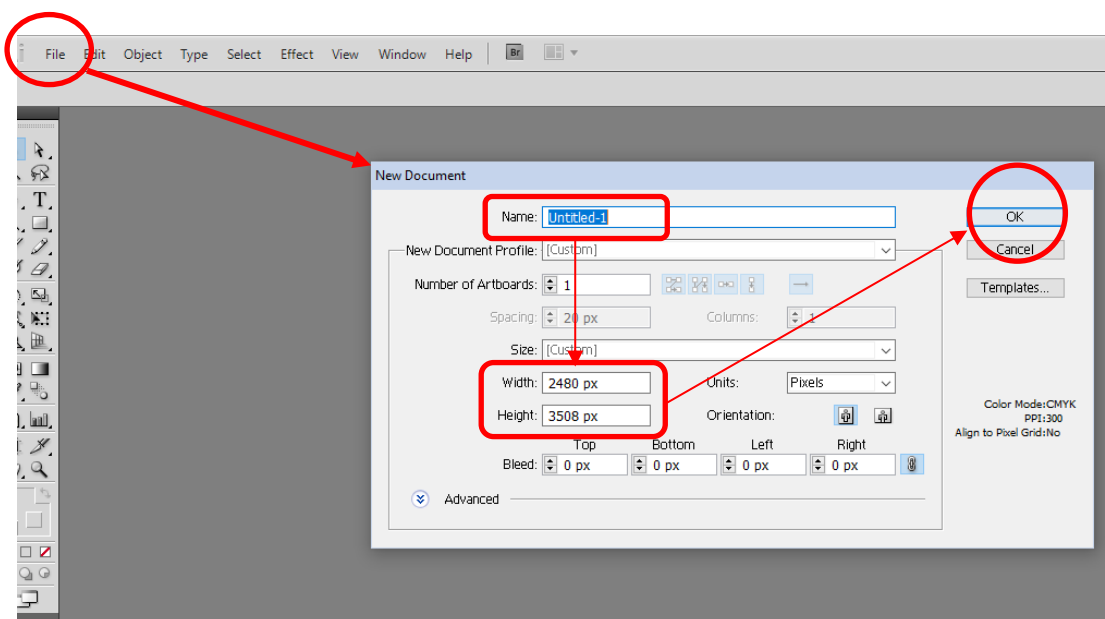 File Edit Object Type Select Effect View Window Help Br
T
New Document
Name: Untitled-1
OK
New Document Profile: [Custom]
Cancel
Number of Artboards: 1
Templates...
Spacing: 20 px Columns: 1
Size: [Custom]
Width: 2480 px Units: Pixels
Height: 3508 px Orientation:
Color Mode:CMYK
PPI:300
Align to Pixel Grid:No
Top Bottom Left Right
Bleed: 0 px 0 px 0 px 0 px
Advanced